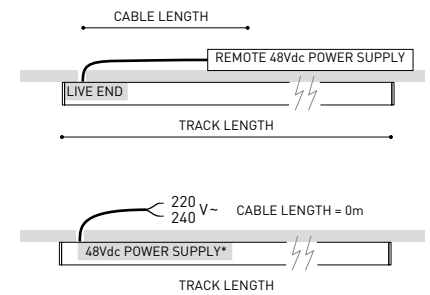 CABLE LENGTH
REMOTE 48Vdc POWER SUPPLY
LIVE END
TRACK LENGTH
220
240 V~ CABLE LENGTH = 0m
48Vdc POWER SUPPLY*
TRACK LENGTH